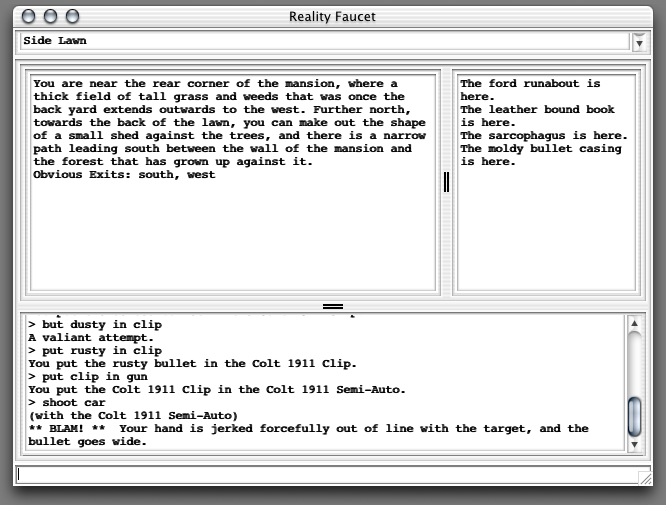 Reality Faucet
Side Lawn
You are near the rear corner of the mansion, where a
thick field of tall grass and weeds that was once the
back yard extends outwards to the west. Further north,
towards the back of the lawn, you can make out the shape
of a small shed against the trees, and there is a narrow
path leading south between the wall of the mansion and
the forest that has grown up against it.
Obvious Exits: south, west
The ford runabout is
here.
The leather bound book
is here.
The sarcophagus is here.
The moldy bullet casing
is here.
> but dusty in clip
A valiant attempt.
> put rusty in clip
You put the rusty bullet in the Colt 1911 Clip.
> put clip in gun
You put the Colt 1911 Clip in the Colt 1911 Semi-Auto.
> shoot car
(with the Colt 1911 Semi-Auto)
** BLAM! **  Your hand is jerked forcefully out of line with the target, and the
bullet goes wide.